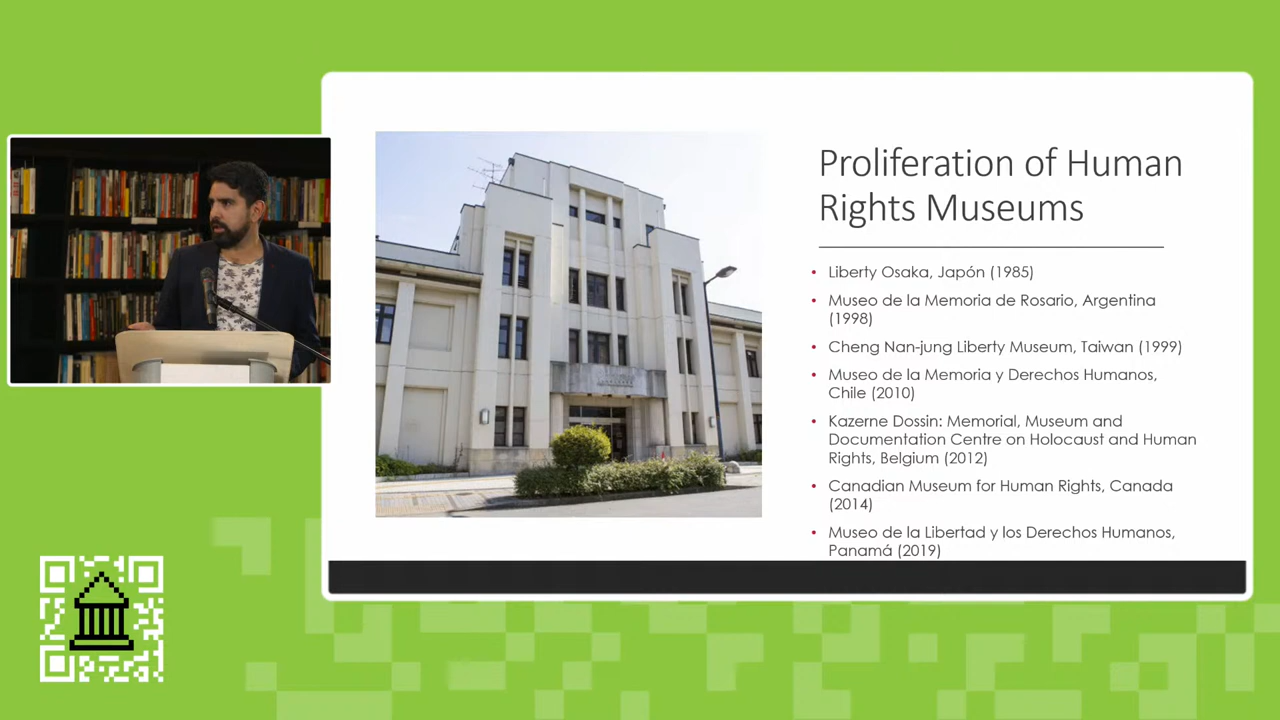 Proliferation of Human
Rights Museums
• Liberty Osaka, Japón (1985)
• Museo de la Memoria de Rosario, Argentina
(1998)
• Cheng Nan-jung Liberty Museum, Taiwan (1999)
• Museo de la Memoria y Derechos Humanos,
Chile (2010)
• Kazerne Dossin: Memorial, Museum and
Documentation Centre on Holocaust and Human
Rights, Belgium (2012)
• Canadian Museum for Human Rights, Canada
(2014)
• Museo de la Libertad y los Derechos Humanos,
Panamá (2019)